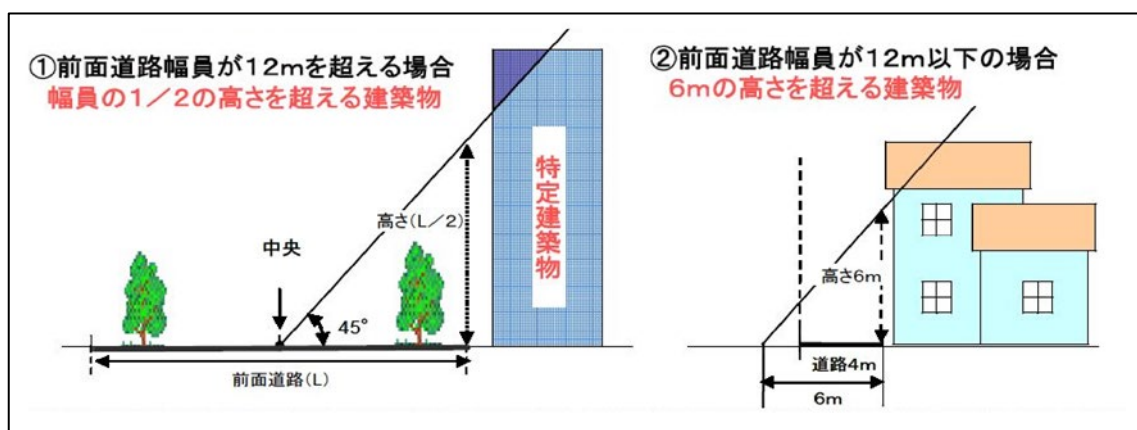 ①前面道路幅員が12mを超える場合
幅員の1／2の高さを超える建築物
中央
高さ(L／2)
45°
前面道路(L)
特定建築物
②前面道路幅員が12m以下の場合
6mの高さを超える建築物
高さ6m
道路4m
6m